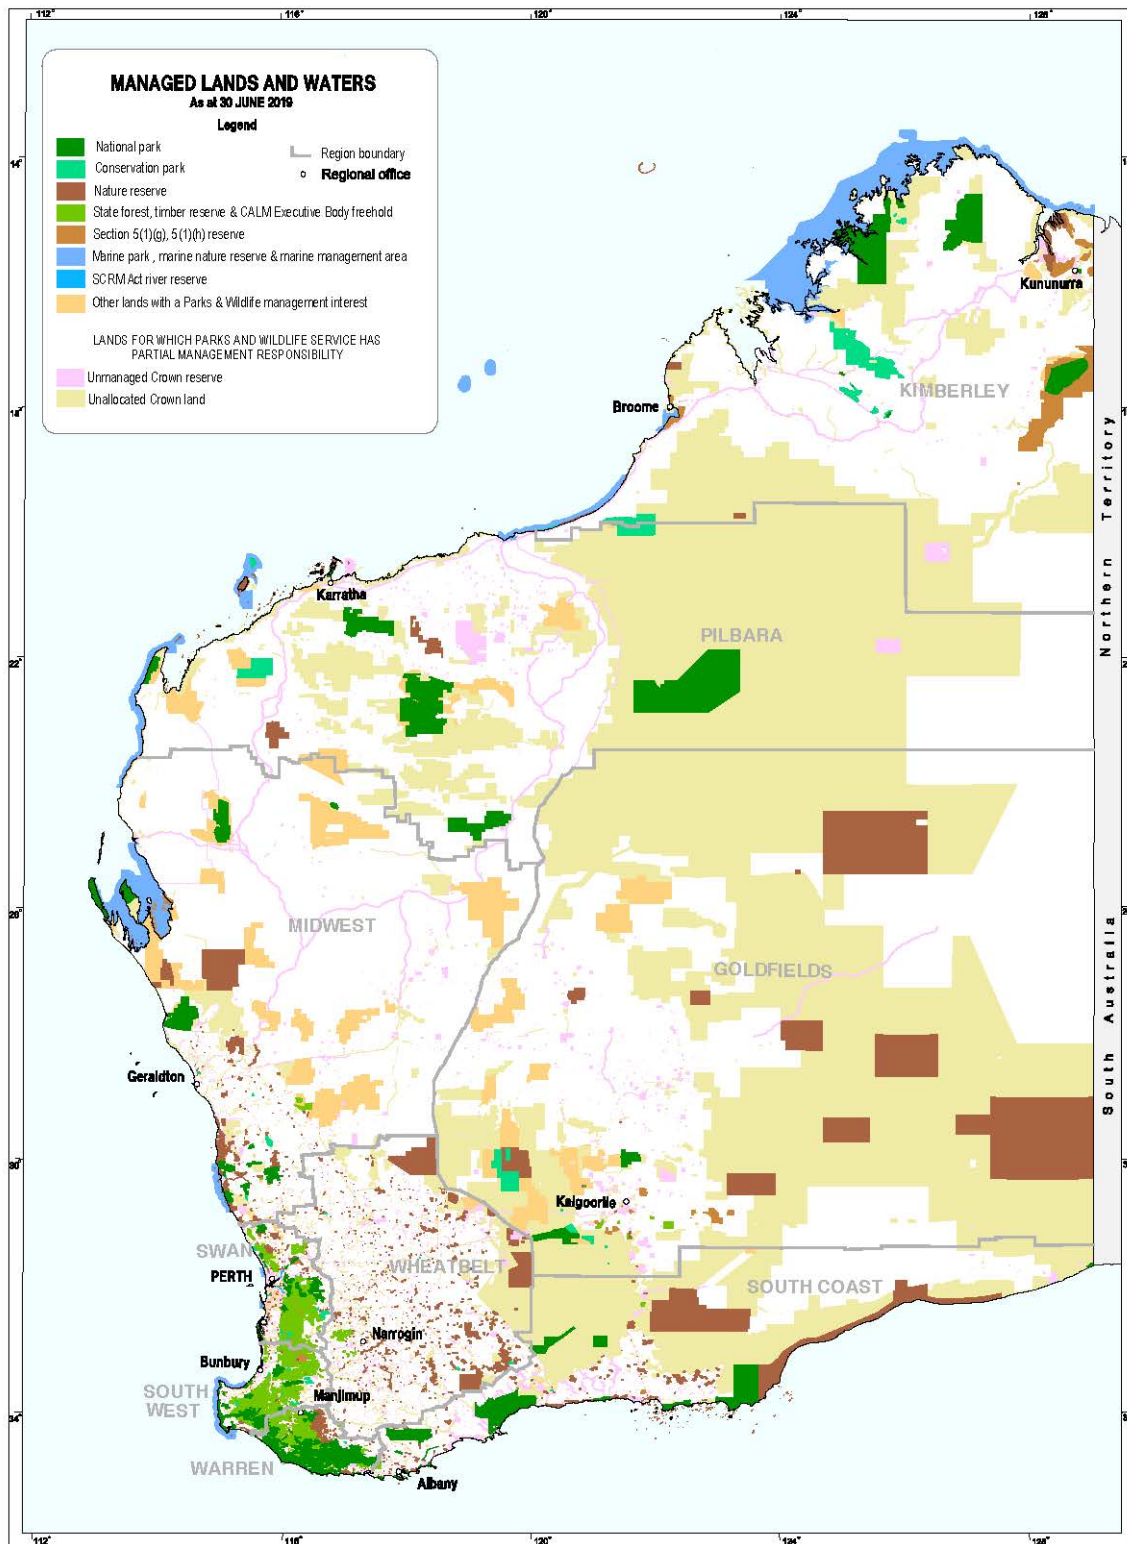 112° 116° 120° 124° 128°
MANAGED LANDS AND WATERS
As at 30 JUNE 2019
Legend
National park
Conservation park
Nature reserve
State forest, timber reserve & CALM Executive Body freehold
Section 5(1)(g), 5(1)(h) reserve
Marine park , marine nature reserve & marine management area
SCRM Act river reserve
Other lands with a Parks & Wildlife management interest
Region boundary
Regional office
LANDS FOR WHICH PARKS AND WILDLIFE SERVICE HAS
PARTIAL MANAGEMENT RESPONSIBILITY
Unmanaged Crown reserve
Unallocated Crown land
14°
Kununurra
KIMBERLEY
Broome
18°
Northern Territory
Karratha
PILBARA
22°
26°
MIDWEST
GOLDFIELDS
South Australia
Geraldton
30°
Kalgoorlie
SWAN
WHEATBELT
PERTH
SOUTH COAST
Narrogin
Bunbury
SOUTH
WEST
Manjimup
34°
WARREN
Albany
112° 116° 120° 124° 128°